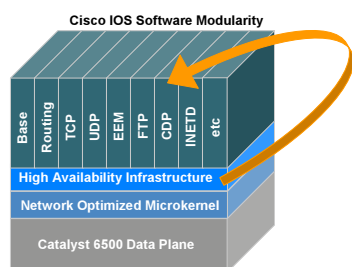 Cisco IOS Software Modularity
Base
Routing
TCP
UDP
EEM
FTP
CDP
INETD
etc
High Availability Infrastructure
Network Optimized Microkernel
Catalyst 6500 Data Plane